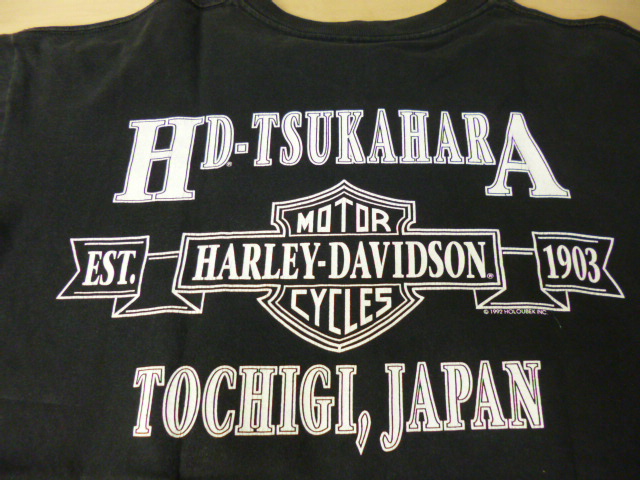 HD-TSUKAHARA
MOTOR
EST. HARLEY-DAVIDSON® 1903
CYCLES
© 1992 HOLOUBEK INC.
TOCHIGI, JAPAN